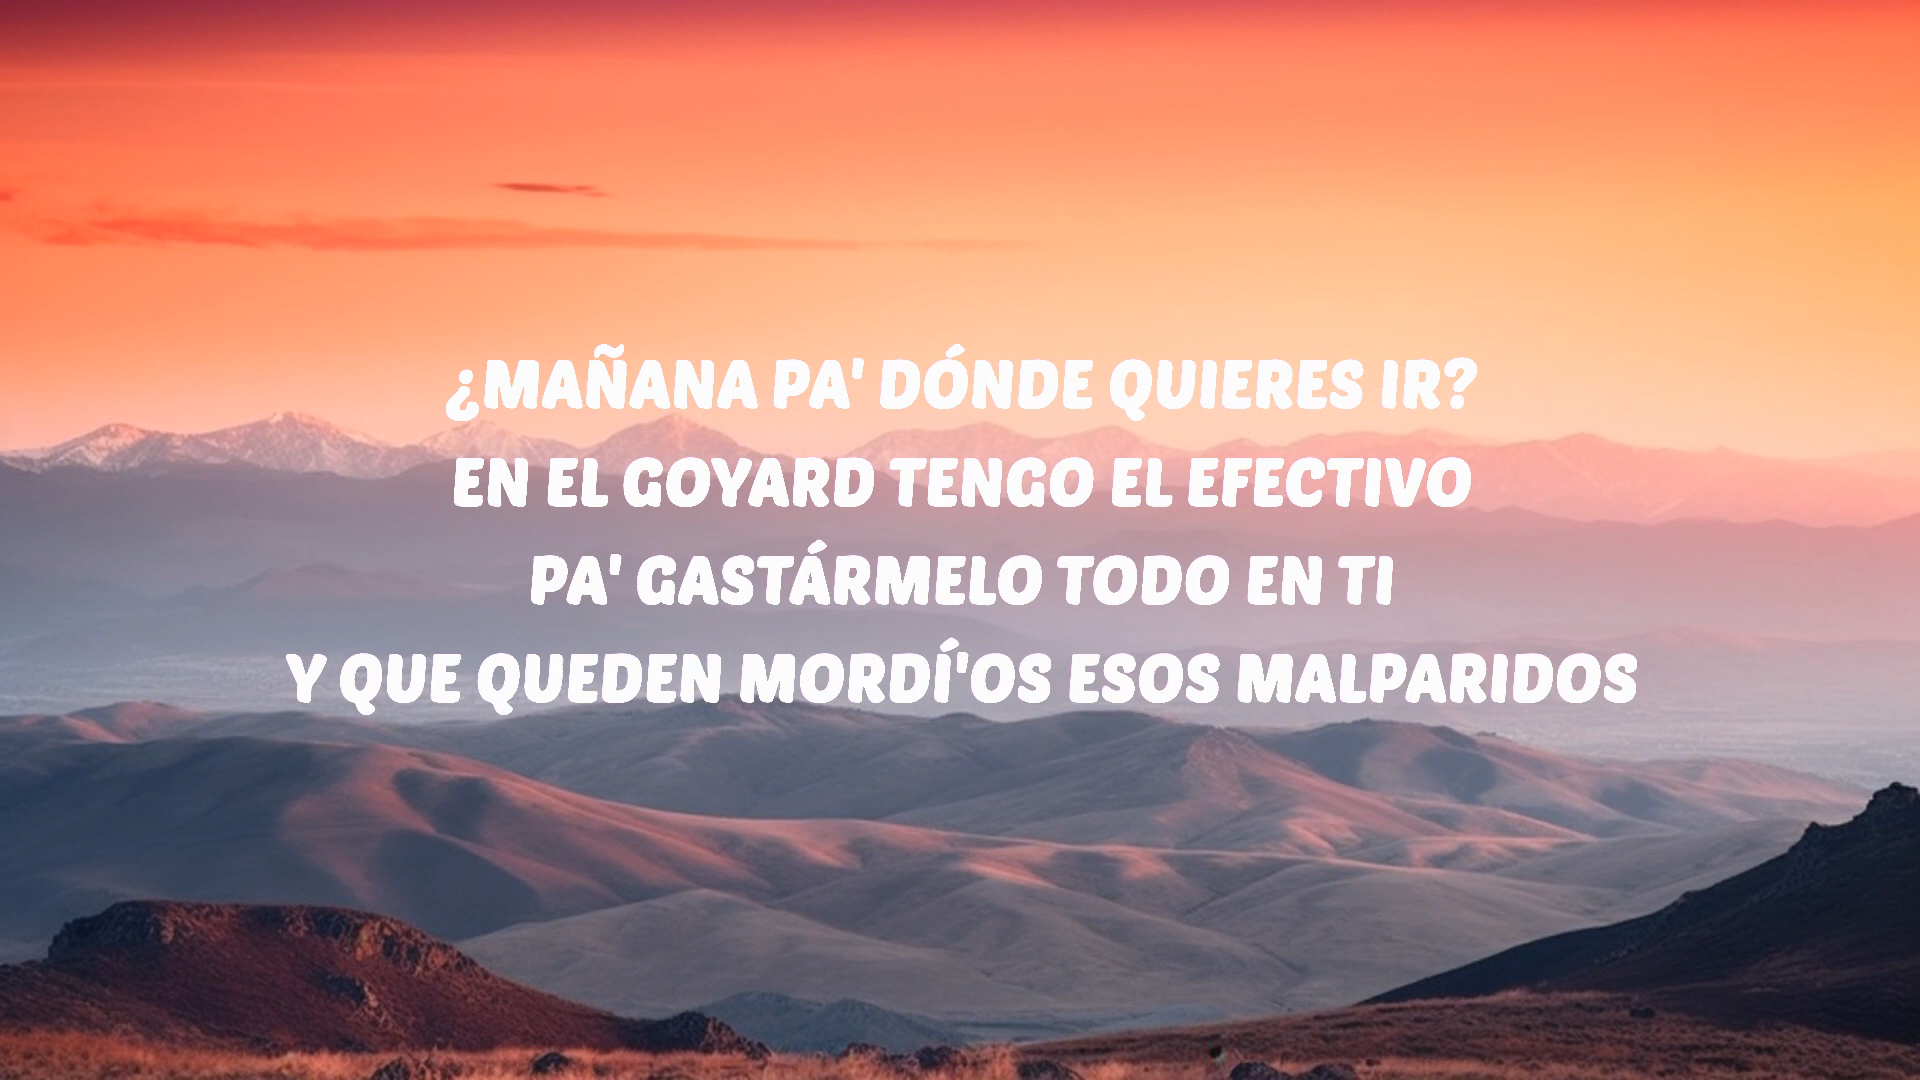 ¿MAÑANA PA' DÓNDE QUIERES IR?
EN EL GOYARD TENGO EL EFECTIVO
PA' GASTÁRMELO TODO EN TI
Y QUE QUEDEN MORDÍ'OS ESOS MALPARIDOS